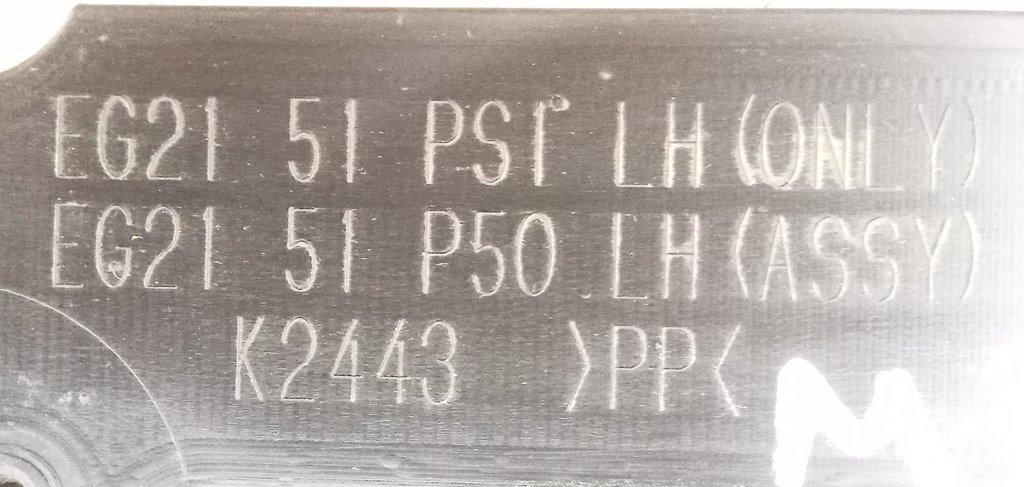 EG21 51 PS1 LH (ONLY)
EG21 51 P50 LH (ASSY)
K2443 >PP<
M